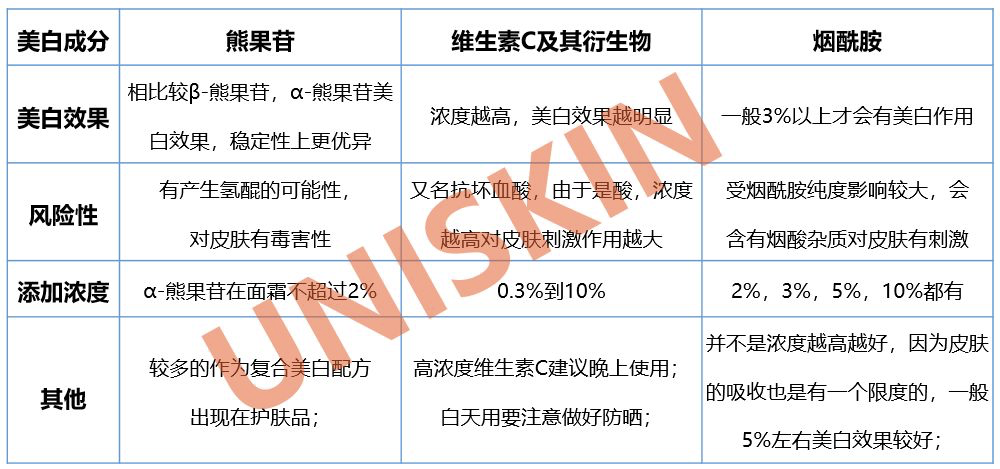 美白成分 熊果苷 维生素C及其衍生物 烟酰胺
美白效果
相比较β-熊果苷，α-熊果苷美
白效果，稳定性上更优异
浓度越高，美白效果越明显
一般3%以上才会有美白作用
风险性
有产生氢醌的可能性，
对皮肤有毒害性
又名抗坏血酸，由于是酸，浓度
越高对皮肤刺激作用越大
受烟酰胺纯度影响较大，会
含有烟酸杂质对皮肤有刺激
添加浓度
α-熊果苷在面霜不超过2%
0.3%到10%
2%，3%，5%，10%都有
其他
较多的作为复合美白配方
出现在护肤品；
高浓度维生素C建议晚上使用；
白天用要注意做好防晒；
并不是浓度越高越好，因为皮肤
的吸收也是有一个限度的，一般
5%左右美白效果较好；
UNISKIN